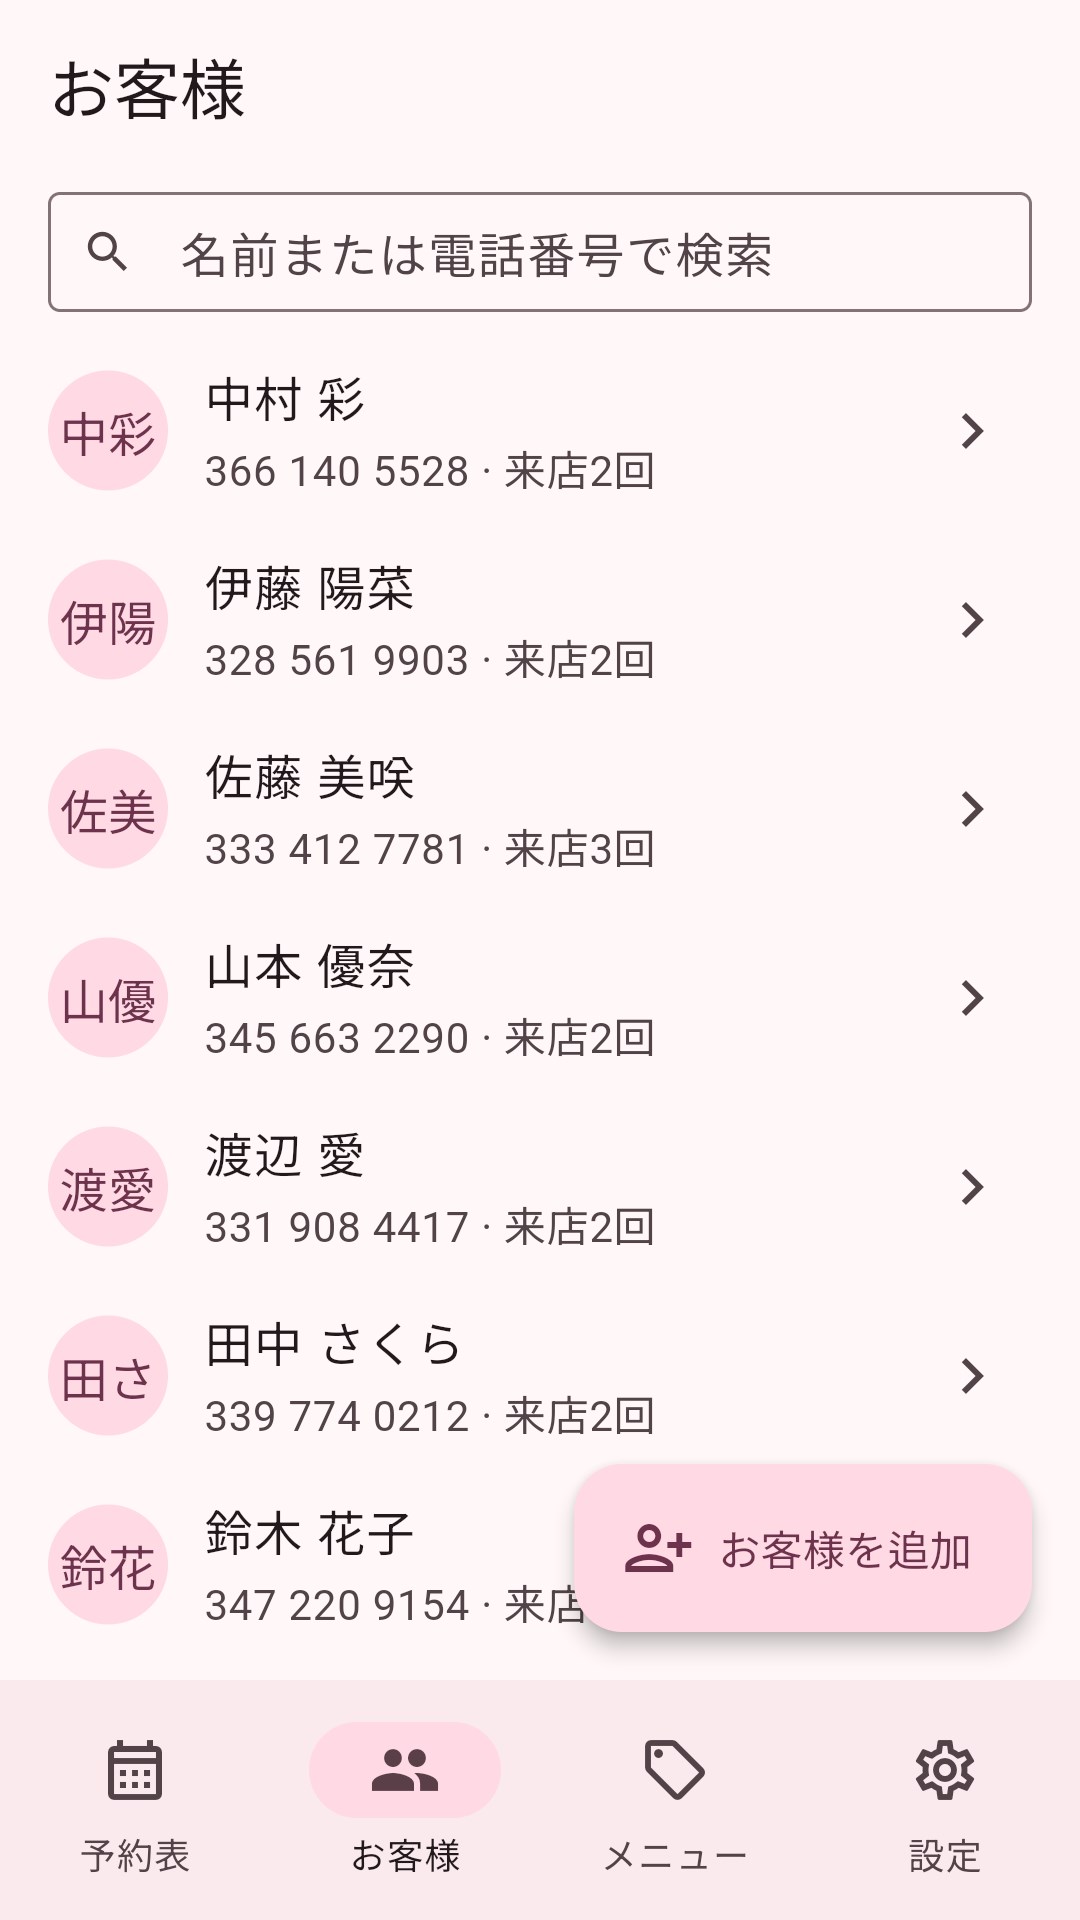 お客様
名前または電話番号で検索
中彩
中村 彩
366 140 5528 · 来店2回
伊陽
伊藤 陽菜
328 561 9903 · 来店2回
佐美
佐藤 美咲
333 412 7781 · 来店3回
山優
山本 優奈
345 663 2290 · 来店2回
渡愛
渡辺 愛
331 908 4417 · 来店2回
田さ
田中 さくら
339 774 0212 · 来店2回
鈴花
鈴木 花子
347 220 9154 · 来店
お客様を追加
予約表
お客様
メニュー
設定